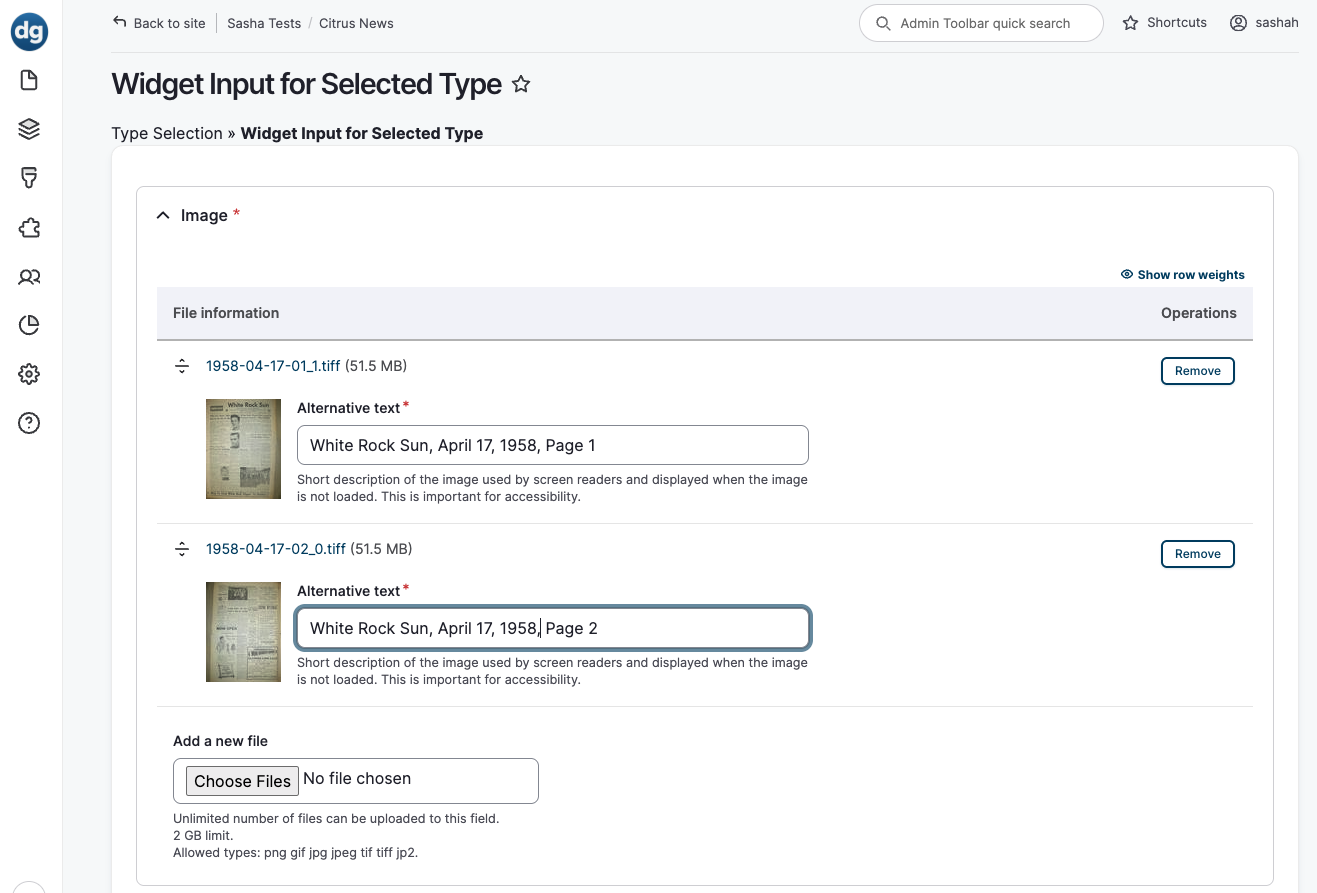 dg
Back to site
Sasha Tests / Citrus News
Admin Toolbar quick search
Shortcuts
sashah
Widget Input for Selected Type
Type Selection » Widget Input for Selected Type
Image *
Show row weights
File information
Operations
1958-04-17-01_1.tiff (51.5 MB)
Remove
White Rock Sun
Alternative text *
White Rock Sun, April 17, 1958, Page 1
Short description of the image used by screen readers and displayed when the image
is not loaded. This is important for accessibility.
1958-04-17-02_0.tiff (51.5 MB)
Remove
Alternative text *
White Rock Sun, April 17, 1958, Page 2
Short description of the image used by screen readers and displayed when the image
is not loaded. This is important for accessibility.
Add a new file
Choose Files No file chosen
Unlimited number of files can be uploaded to this field.
2 GB limit.
Allowed types: png gif jpg jpeg tif tiff jp2.